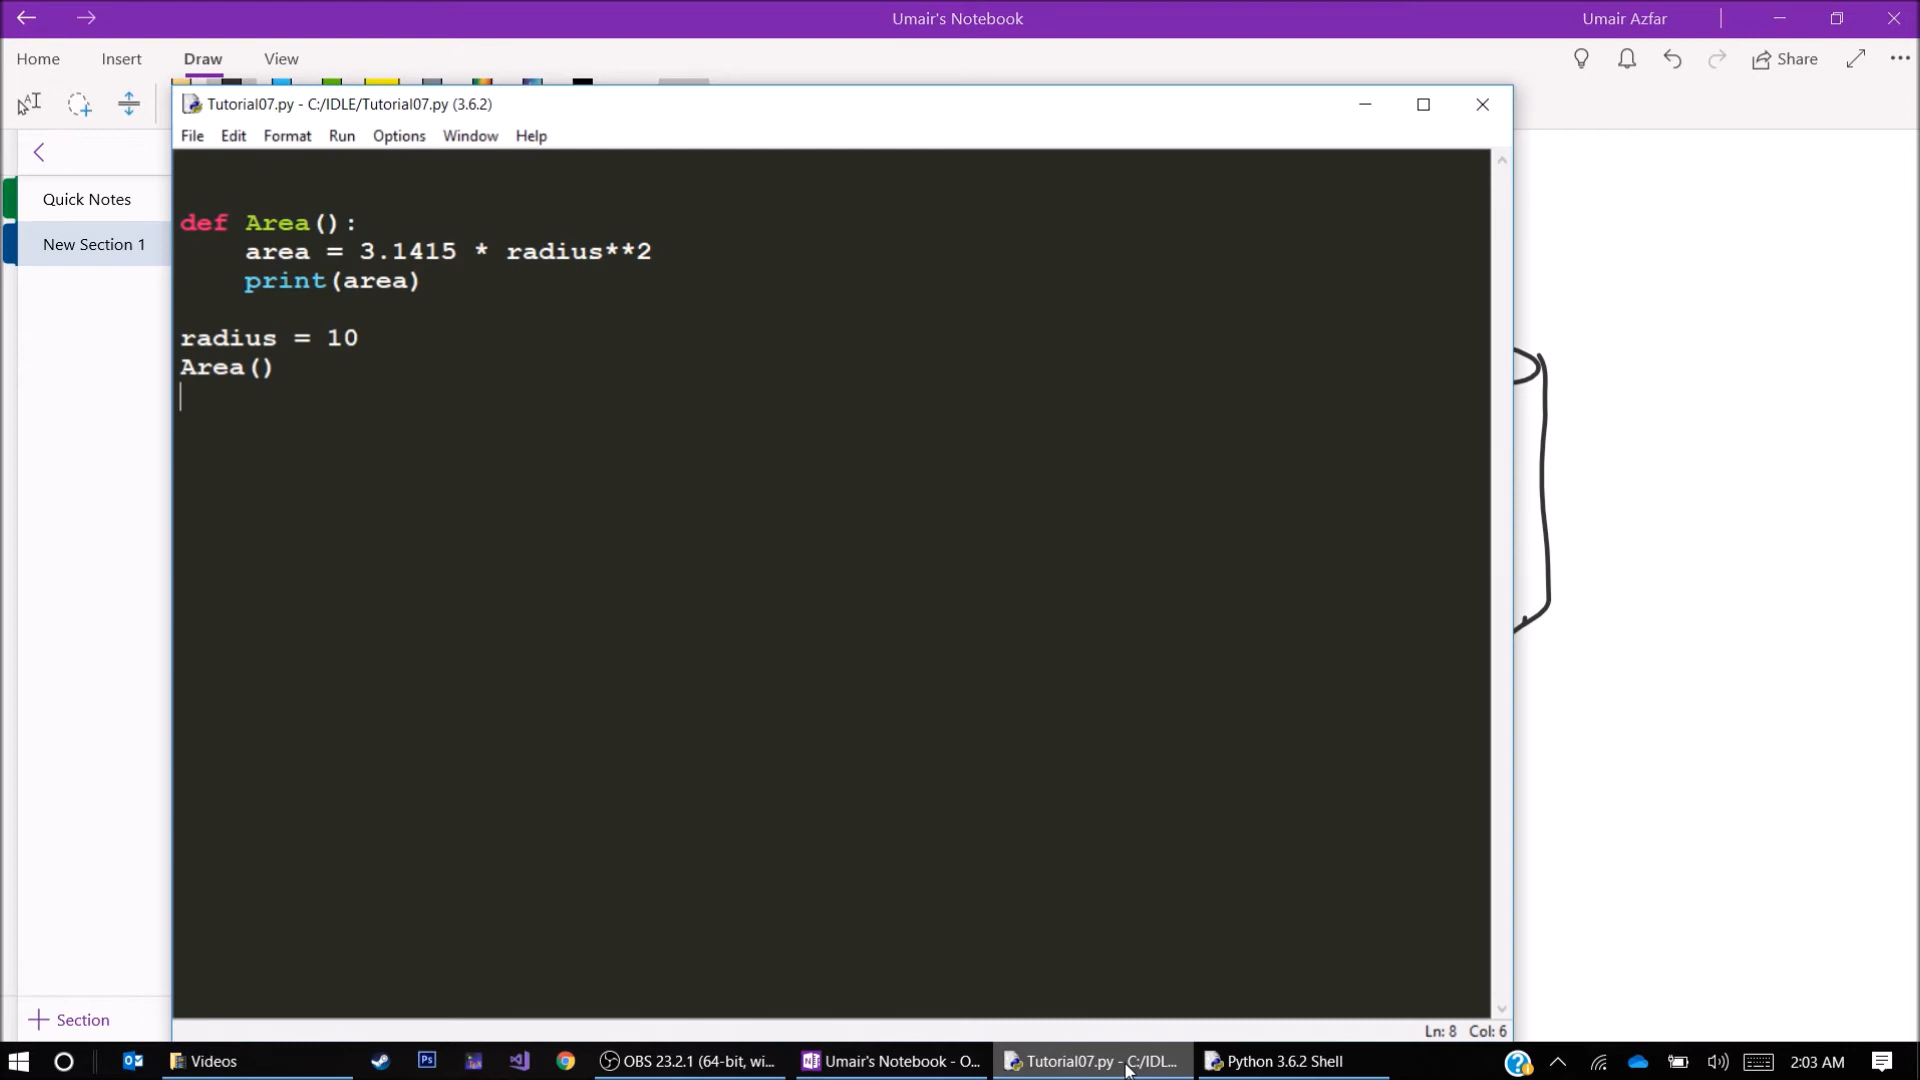 Umair's Notebook
Umair Azfar
Home Insert Draw View
Share
Tutorial07.py - C:/IDLE/Tutorial07.py (3.6.2)
File Edit Format Run Options Window Help
Quick Notes
New Section 1
def Area():
area = 3.1415 * radius**2
print(area)
radius = 10
Area()
Section
Ln: 8 Col: 6
Videos
OBS 23.2.1 (64-bit, wi...
Umair's Notebook - O...
Tutorial07.py - C:/IDL...
Python 3.6.2 Shell
2:03 AM